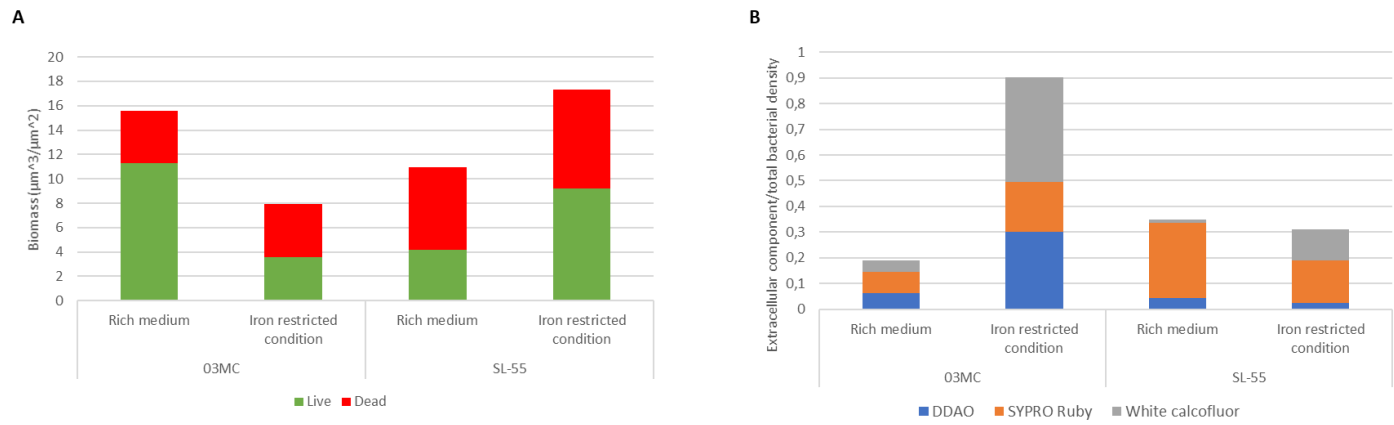 A
Biomass (µm^3/µm^2)
20
18
16
14
12
10
8
6
4
2
0
Rich medium
Iron restricted
condition
Rich medium
Iron restricted
condition
03MC
SL-55
Live
Dead
B
Extracellular component/total bacterial density
1
0,9
0,8
0,7
0,6
0,5
0,4
0,3
0,2
0,1
0
Rich medium
Iron restricted
condition
Rich medium
Iron restricted
condition
03MC
SL-55
DDAO
SYPRO Ruby
White calcofluor